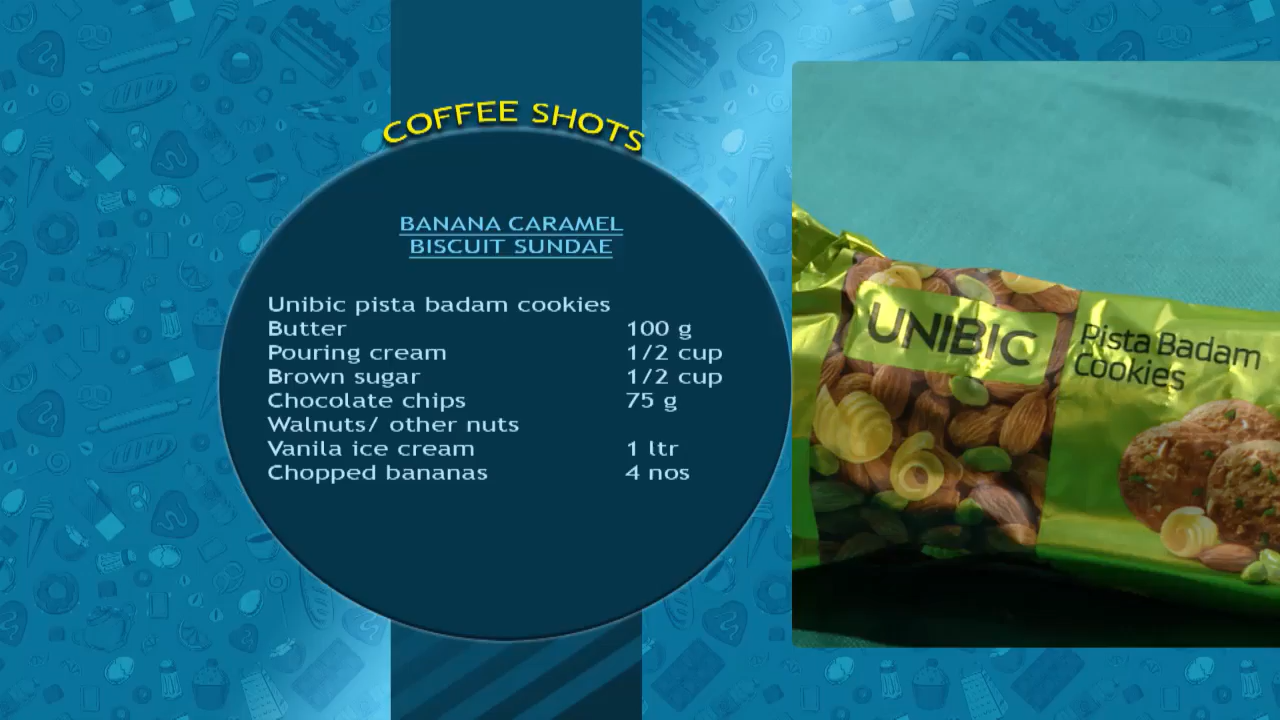 COFFEE SHOTS
BANANA CARAMEL
BISCUIT SUNDAE
Unibic pista badam cookies
Butter 100 g
Pouring cream 1/2 cup
Brown sugar 1/2 cup
Chocolate chips 75 g
Walnuts/ other nuts
Vanila ice cream 1 ltr
Chopped bananas 4 nos
UNIBIC
Pista Badam
Cookies